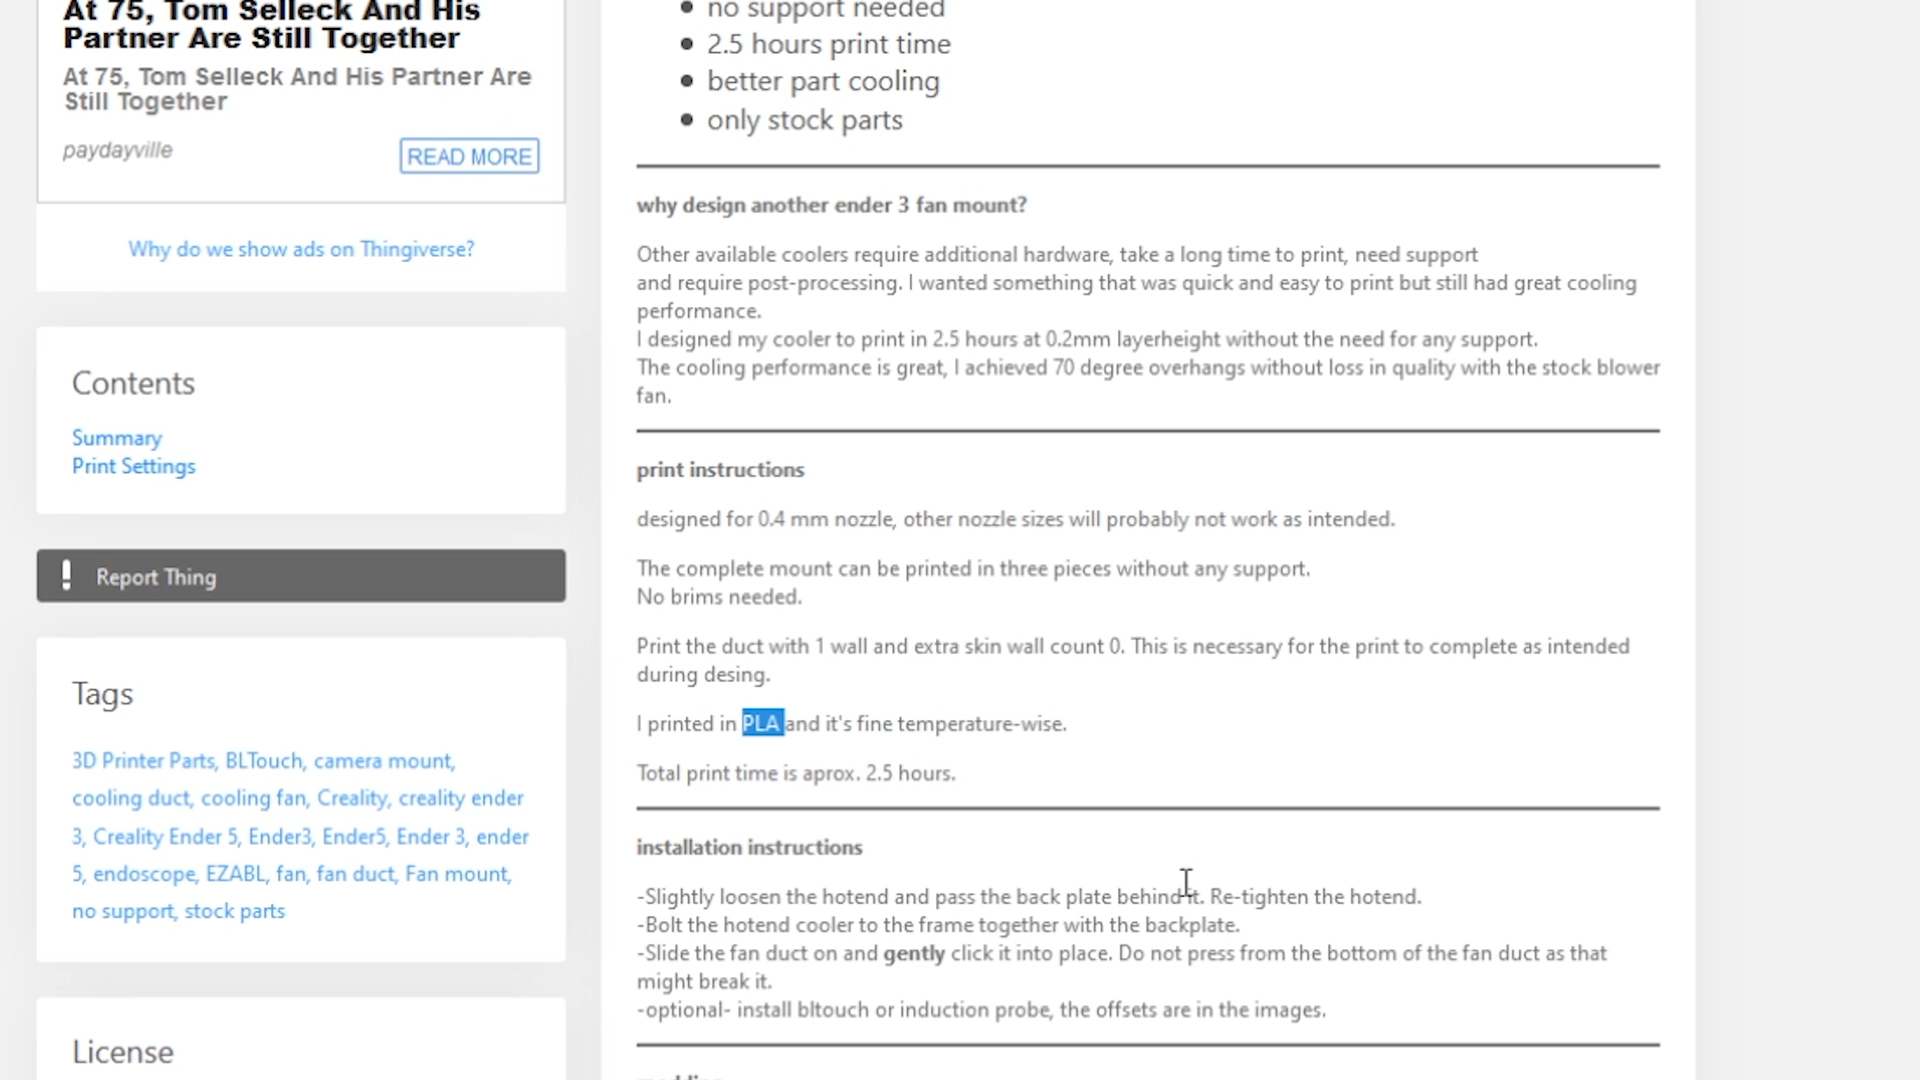 At 75, Tom Selleck And His
Partner Are Still Together
At 75, Tom Selleck And His Partner Are
Still Together
paydayville
READ MORE
Why do we show ads on Thingiverse?
Contents
Summary
Print Settings
Report Thing
Tags
3D Printer Parts, BLTouch, camera mount,
cooling duct, cooling fan, Creality, creality ender
3, Creality Ender 5, Ender3, Ender5, Ender 3, ender
5, endoscope, EZABL, fan, fan duct, Fan mount,
no support, stock parts
License
no support needed
2.5 hours print time
better part cooling
only stock parts
why design another ender 3 fan mount?
Other available coolers require additional hardware, take a long time to print, need support
and require post-processing. I wanted something that was quick and easy to print but still had great cooling
performance.
I designed my cooler to print in 2.5 hours at 0.2mm layerheight without the need for any support.
The cooling performance is great, I achieved 70 degree overhangs without loss in quality with the stock blower
fan.
print instructions
designed for 0.4 mm nozzle, other nozzle sizes will probably not work as intended.
The complete mount can be printed in three pieces without any support.
No brims needed.
Print the duct with 1 wall and extra skin wall count 0. This is necessary for the print to complete as intended
during desing.
I printed in PLA and it's fine temperature-wise.
Total print time is aprox. 2.5 hours.
installation instructions
-Slightly loosen the hotend and pass the back plate behind it. Re-tighten the hotend.
-Bolt the hotend cooler to the frame together with the backplate.
-Slide the fan duct on and gently click it into place. Do not press from the bottom of the fan duct as that
might break it.
-optional- install bltouch or induction probe, the offsets are in the images.